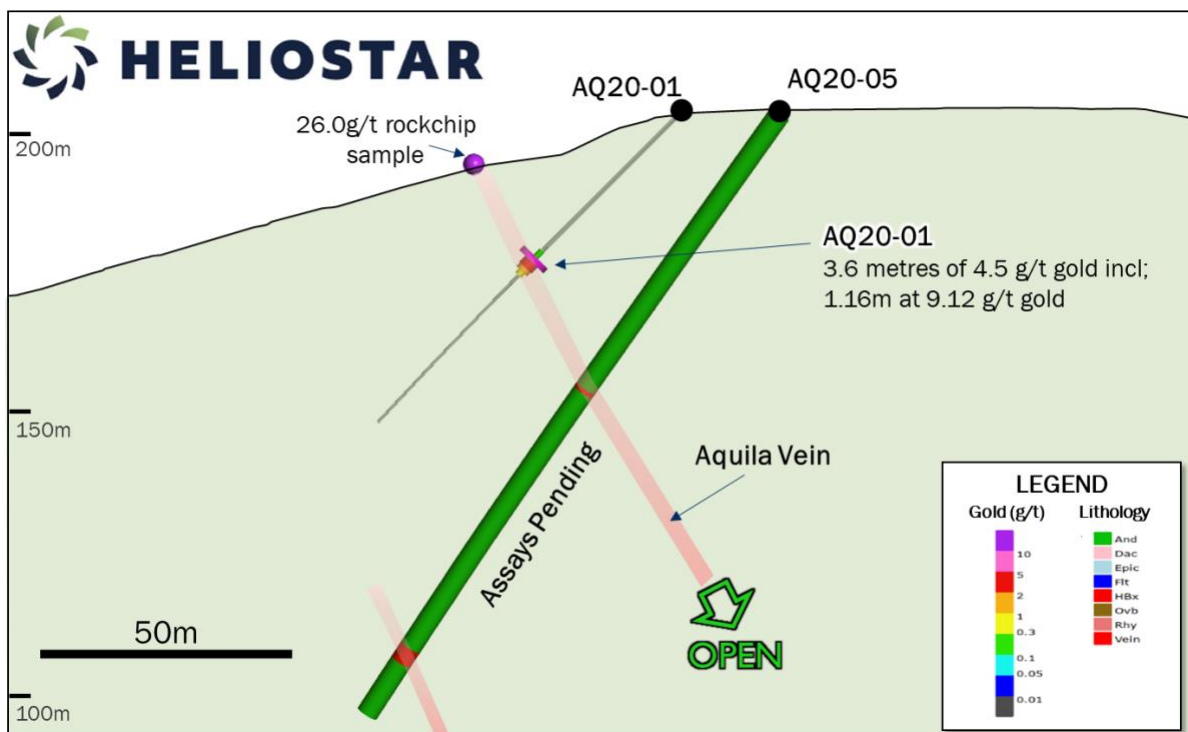 HELIOSTAR
AQ20-01
AQ20-05
26.0g/t rockchip
sample
200m
AQ20-01
3.6 metres of 4.5 g/t gold incl;
1.16m at 9.12 g/t gold
150m
Assays Pending
Aquila Vein
50m
OPEN
100m
LEGEND
Gold (g/t)
10
5
2
1
0.3
0.1
0.05
0.01
Lithology
And
Dac
Epic
Flt
HBx
Ovb
Rhy
Vein